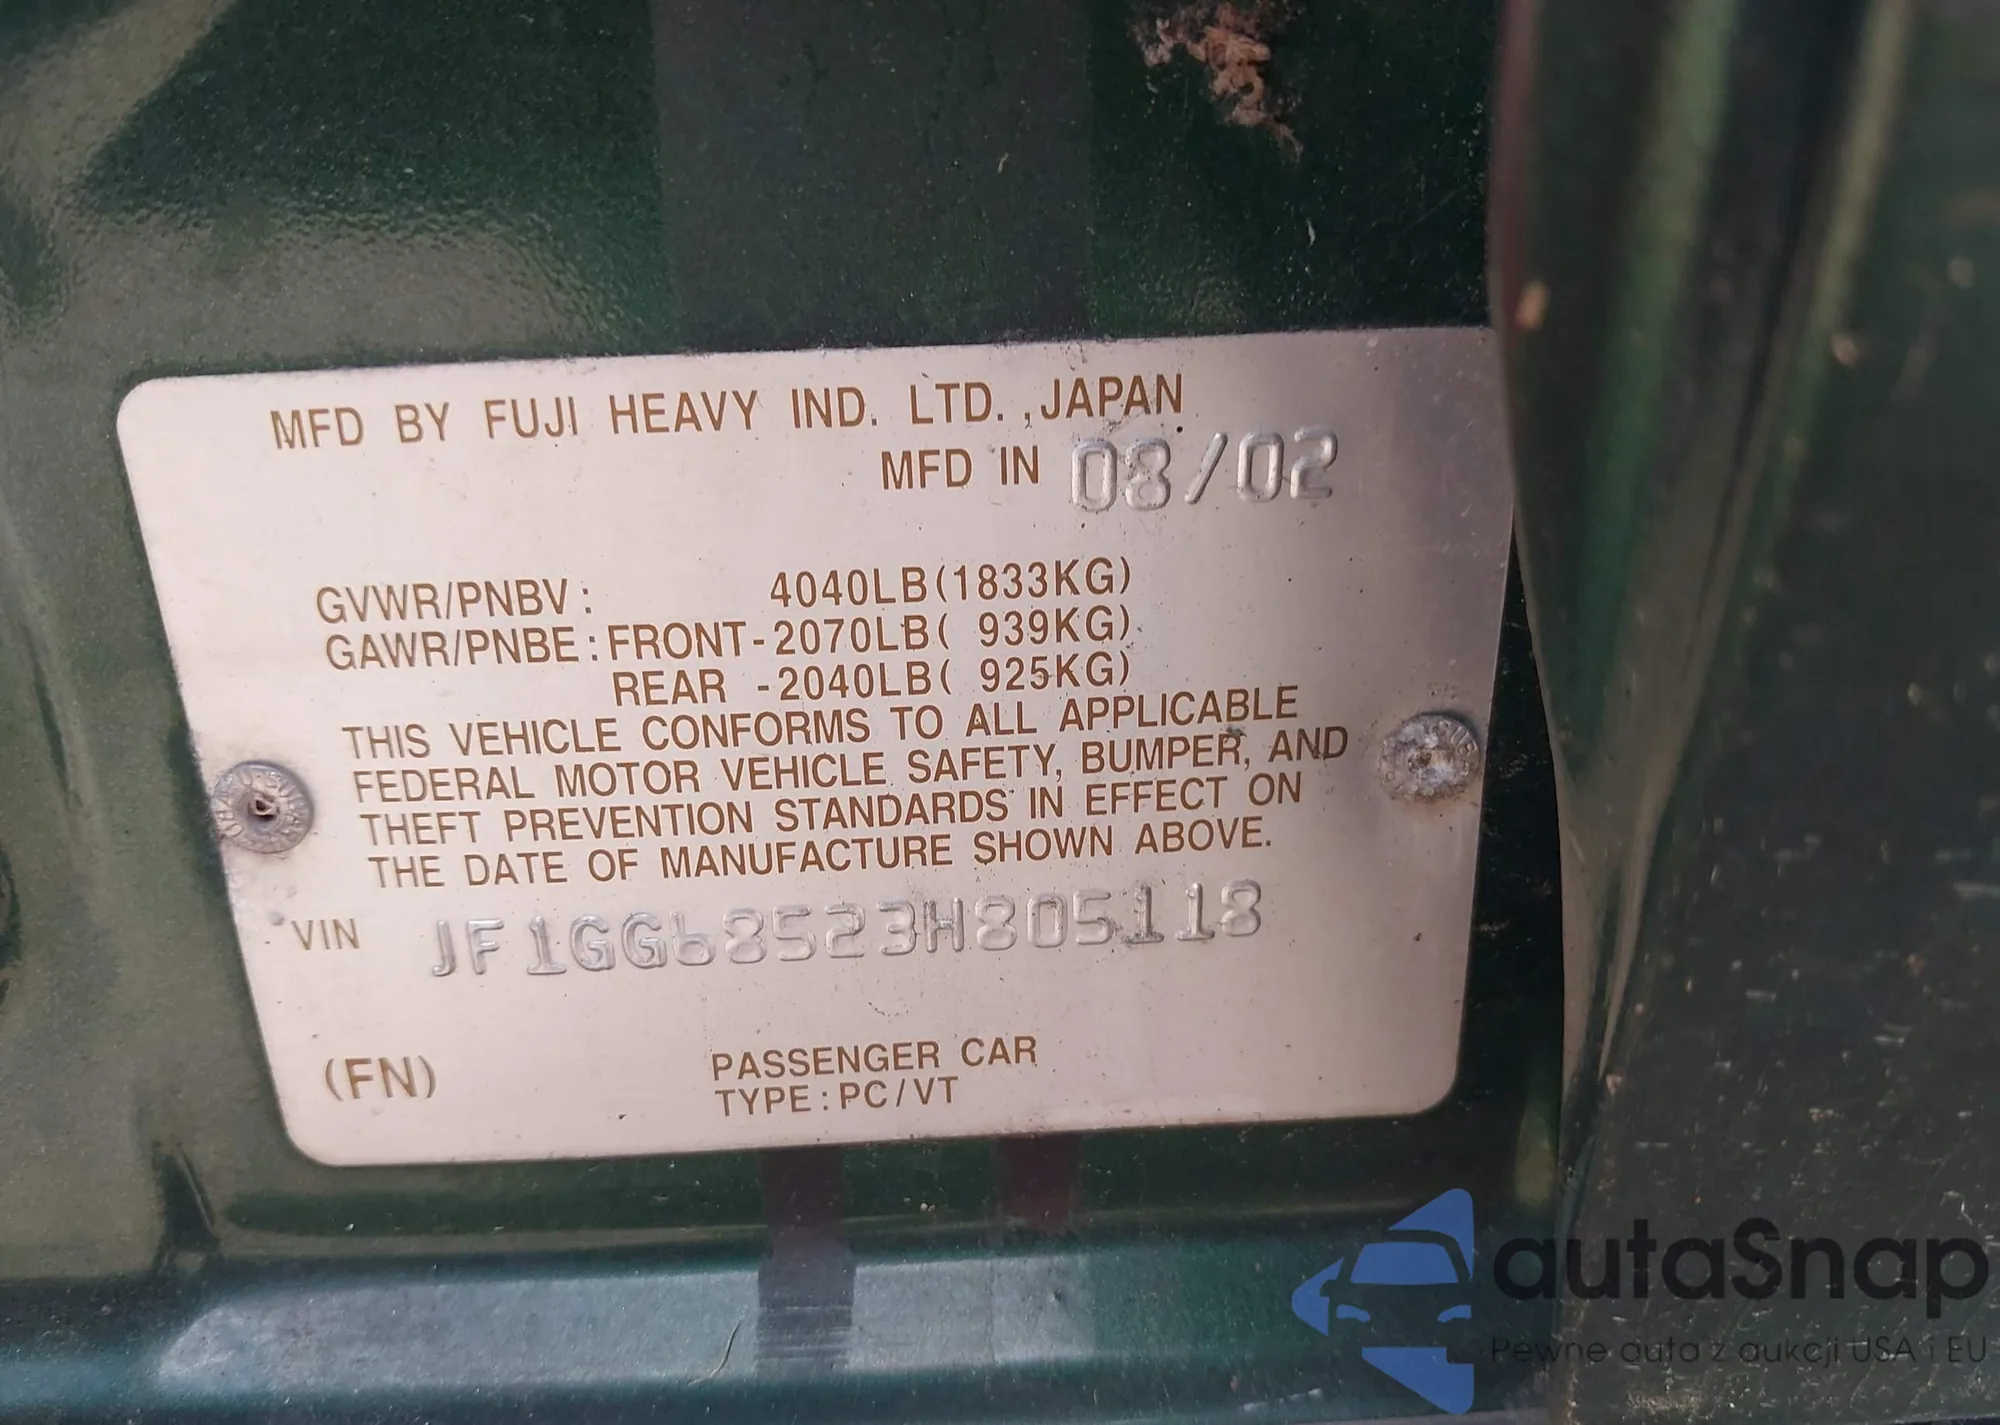 MFD BY FUJI HEAVY IND. LTD. ,JAPAN
MFD IN 08/02
GVWR/PNBV : 4040LB(1833KG)
GAWR/PNBE : FRONT-2070LB( 939KG)
REAR -2040LB( 925KG)
THIS VEHICLE CONFORMS TO ALL APPLICABLE
FEDERAL MOTOR VEHICLE SAFETY, BUMPER, AND
THEFT PREVENTION STANDARDS IN EFFECT ON
THE DATE OF MANUFACTURE SHOWN ABOVE.
VIN JF1GG68523H805118
(FN) PASSENGER CAR
TYPE : PC/VT
autaSnap
Pewne auta z aukcji USA i EU